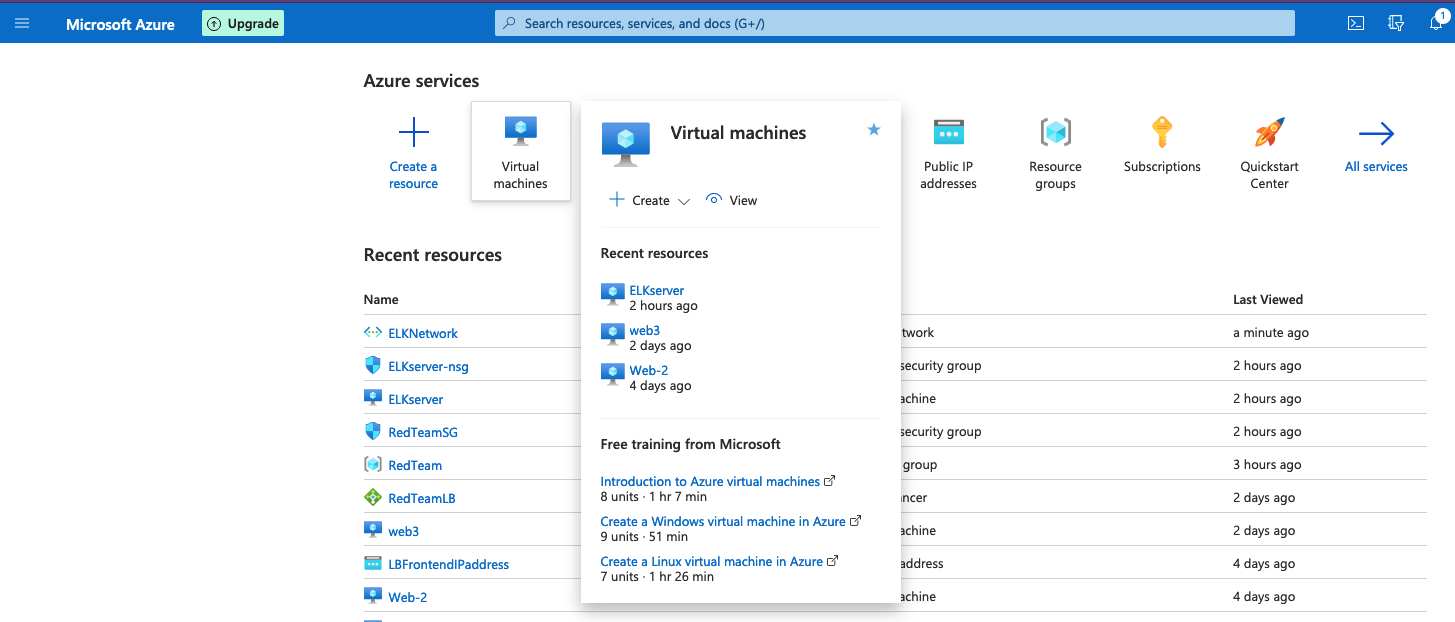 Microsoft Azure
Upgrade
Search resources, services, and docs (G+/)
1
Azure services
Create a
resource
Virtual
machines
Public IP
addresses
Resource
groups
Subscriptions
Quickstart
Center
All services
Virtual machines
Create
View
Recent resources
ELKserver
2 hours ago
web3
2 days ago
Web-2
4 days ago
Free training from Microsoft
Introduction to Azure virtual machines
8 units · 1 hr 7 min
Create a Windows virtual machine in Azure
9 units · 51 min
Create a Linux virtual machine in Azure
7 units · 1 hr 26 min
Recent resources
Name Last Viewed
ELKNetwork twork a minute ago
ELKserver-nsg security group 2 hours ago
ELKserver achine 2 hours ago
RedTeamSG security group 2 hours ago
RedTeam group 3 hours ago
RedTeamLB ancer 2 days ago
web3 achine 2 days ago
LBFrontendIPaddress address 4 days ago
Web-2 achine 4 days ago